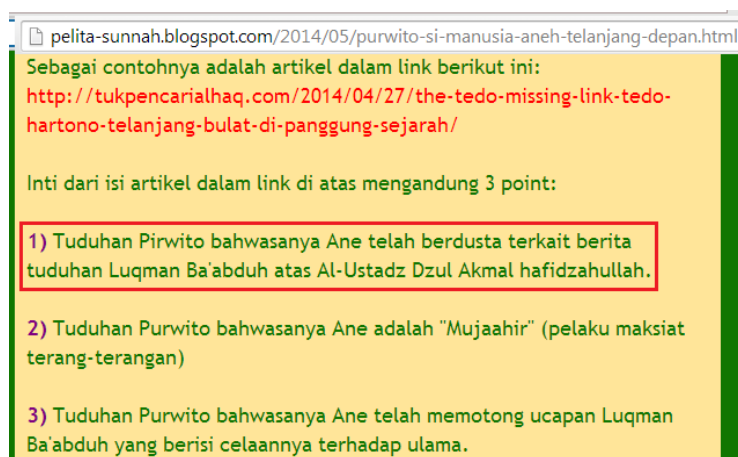 pelita-sunnah.blogspot.com/2014/05/purwito-si-manusia-aneh-telanjang-depan.html
Sebagai contohnya adalah artikel dalam link berikut ini:
http://tukpencarialhaq.com/2014/04/27/the-tedo-missing-link-tedo-
hartono-telanjang-bulat-di-panggung-sejarah/
Inti dari isi artikel dalam link di atas mengandung 3 point:
1) Tuduhan Pirwito bahwasanya Ane telah berdusta terkait berita
tuduhan Luqman Ba'abduh atas Al-Ustadz Dzul Akmal hafidzahullah.
2) Tuduhan Purwito bahwasanya Ane adalah "Mujaahir" (pelaku maksiat
terang-terangan)
3) Tuduhan Purwito bahwasanya Ane telah memotong ucapan Luqman
Ba'abduh yang berisi celaannya terhadap ulama.